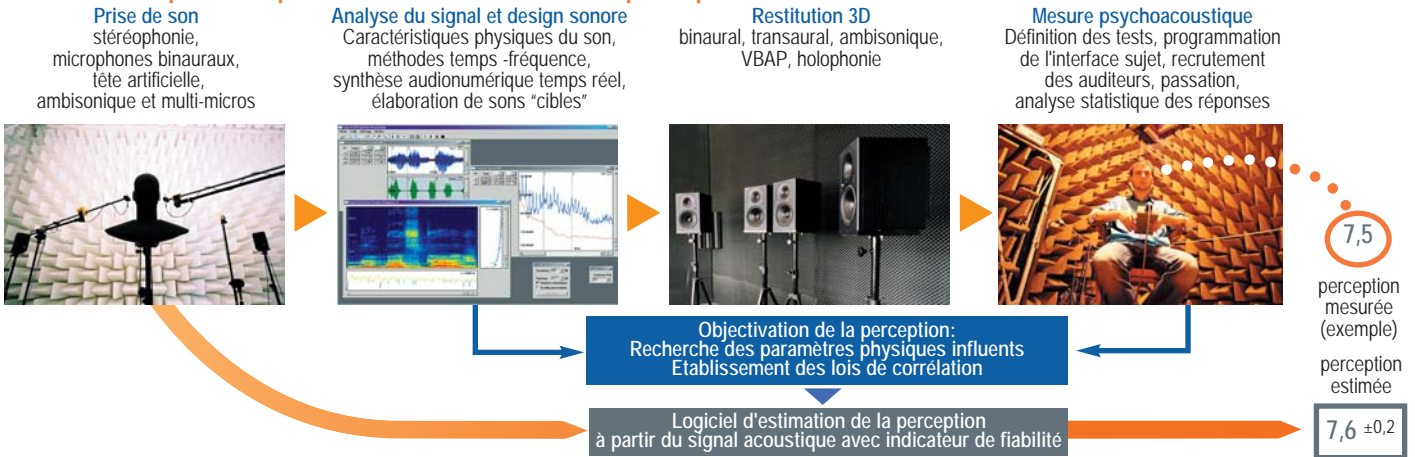 Prise de son
stéréophonie,
microphones binauraux,
tête artificielle,
ambisonique et multi-micros
Analyse du signal et design sonore
Caractéristiques physiques du son,
méthodes temps -fréquence,
synthèse audionumérique temps réel,
élaboration de sons “cibles”
Restitution 3D
binaural, transaural, ambisonique,
VBAP, holophonie
Mesure psychoacoustique
Définition des tests, programmation
de l'interface sujet, recrutement
des auditeurs, passation,
analyse statistique des réponses
7,5
perception
mesurée
(exemple)
perception
estimée
7,6 ±0,2
Objectivation de la perception:
Recherche des paramètres physiques influents
Etablissement des lois de corrélation
Logiciel d'estimation de la perception
à partir du signal acoustique avec indicateur de fiabilité